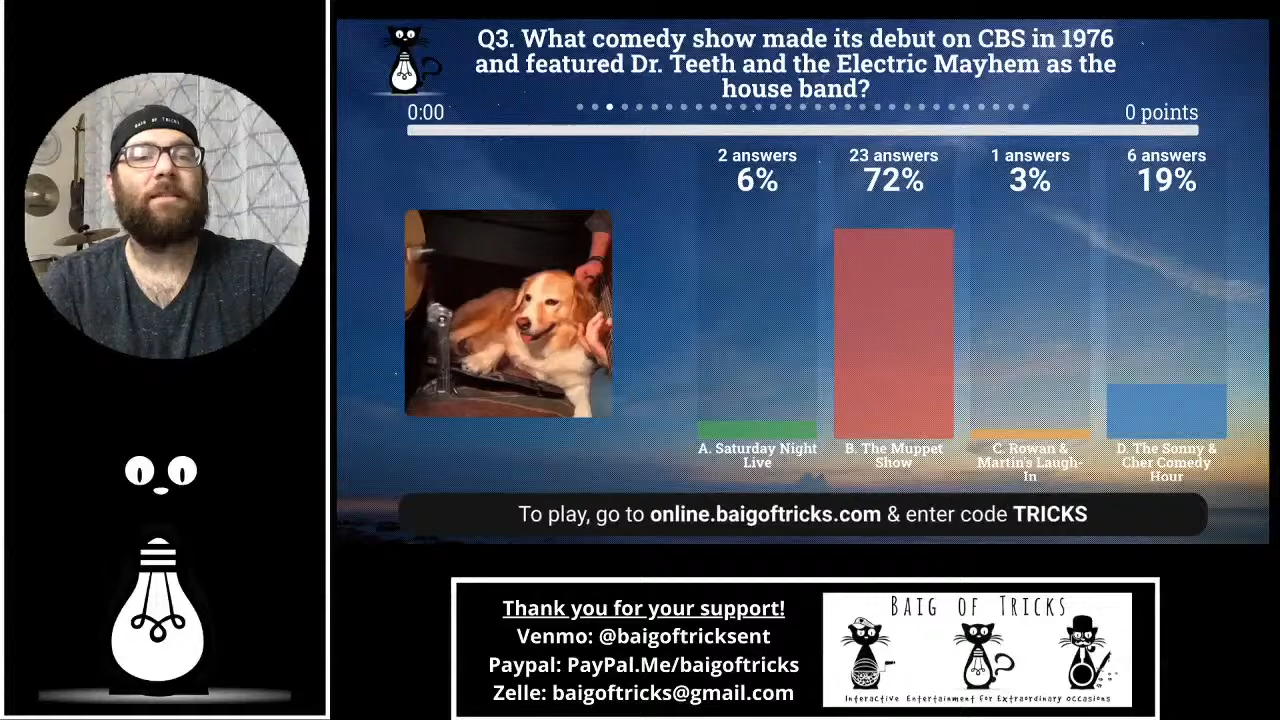 BAIG OF TRICKS
Q3. What comedy show made its debut on CBS in 1976
and featured Dr. Teeth and the Electric Mayhem as the
house band?
0:00
0 points
2 answers
6%
23 answers
72%
1 answers
3%
6 answers
19%
A. Saturday Night
Live
B. The Muppet
Show
C. Rowan &
Martin's Laugh-
In
D. The Sonny &
Cher Comedy
Hour
To play, go to online.baigoftricks.com & enter code TRICKS
Thank you for your support!
Venmo: @baigoftricksent
Paypal: PayPal.Me/baigoftricks
Zelle: baigoftricks@gmail.com
BAIG OF TRICKS
Interactive Entertainment for Extraordinary occasions